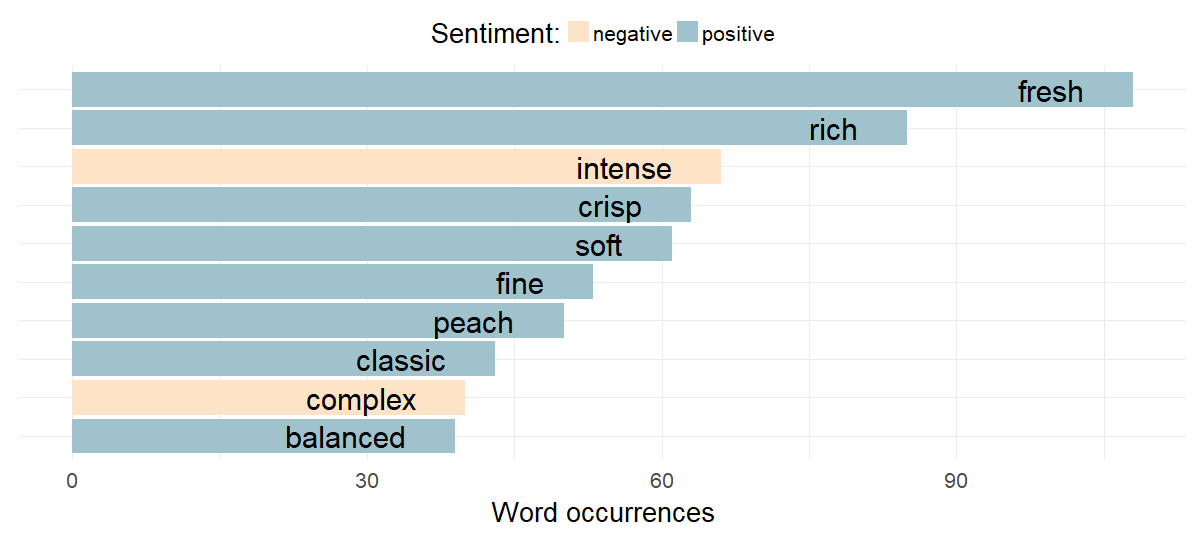 Sentiment: negative positive
fresh
rich
intense
crisp
soft
fine
peach
classic
complex
balanced
0 30 60 90
Word occurrences